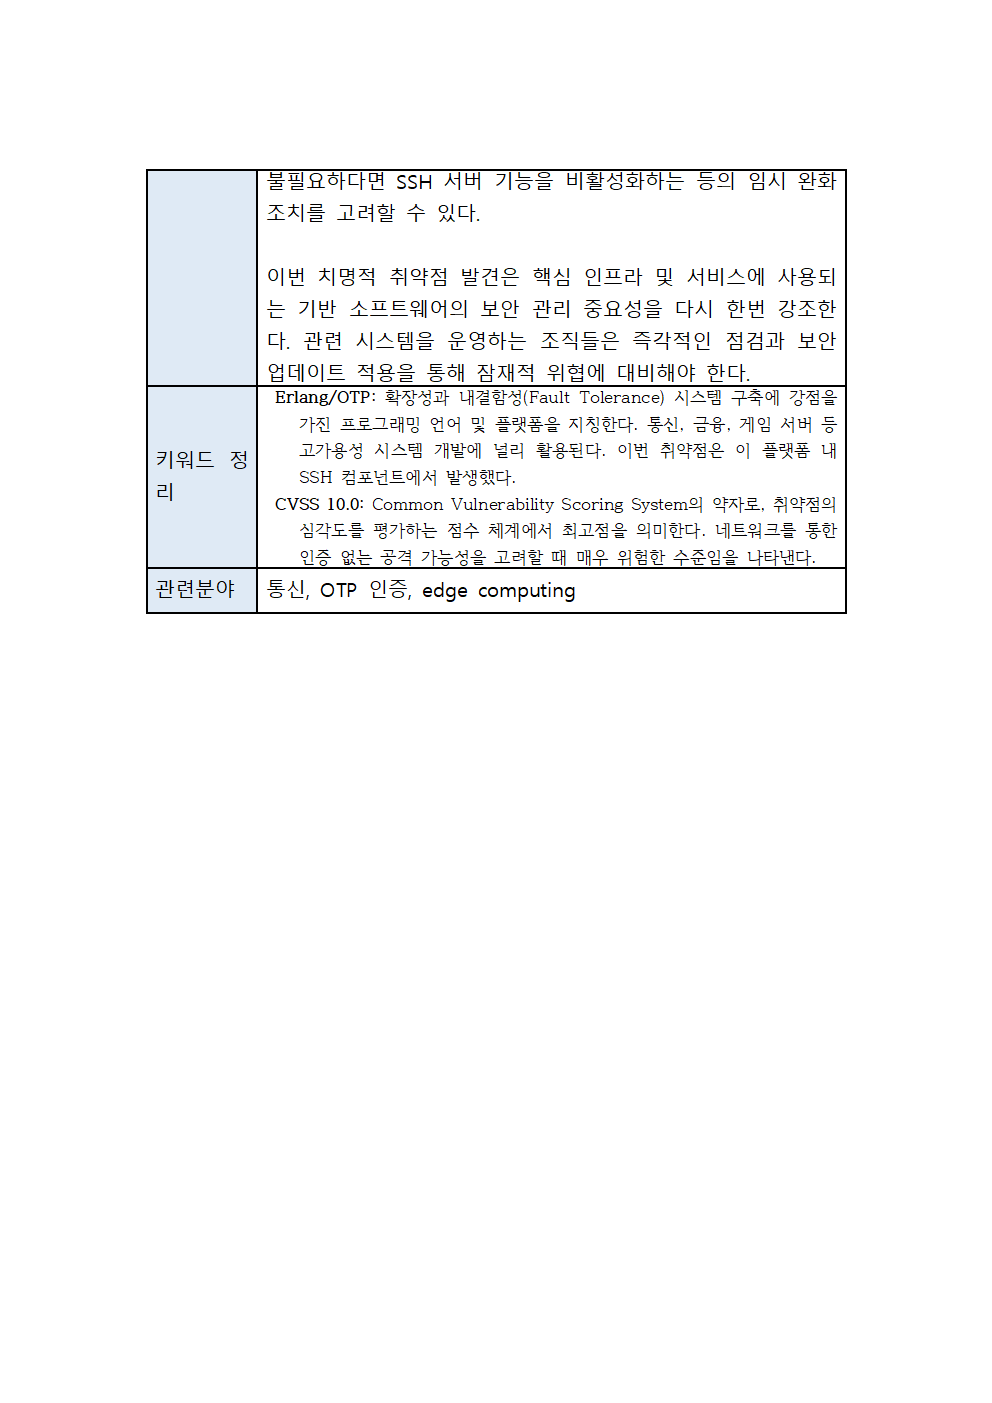 불필요하다면 SSH 서버 기능을 비활성화하는 등의 임시 완화
조치를 고려할 수 있다.
이번 치명적 취약점 발견은 핵심 인프라 및 서비스에 사용되
는 기반 소프트웨어의 보안 관리 중요성을 다시 한번 강조한
다. 관련 시스템을 운영하는 조직들은 즉각적인 점검과 보안
업데이트 적용을 통해 잠재적 위협에 대비해야 한다.
키워드 정
리
Erlang/OTP: 확장성과 내결함성(Fault Tolerance) 시스템 구축에 강점을
가진 프로그래밍 언어 및 플랫폼을 지칭한다. 통신, 금융, 게임 서버 등
고가용성 시스템 개발에 널리 활용된다. 이번 취약점은 이 플랫폼 내
SSH 컴포넌트에서 발생했다.
CVSS 10.0: Common Vulnerability Scoring System의 약자로, 취약점의
심각도를 평가하는 점수 체계에서 최고점을 의미한다. 네트워크를 통한
인증 없는 공격 가능성을 고려할 때 매우 위험한 수준임을 나타낸다.
관련분야
통신, OTP 인증, edge computing